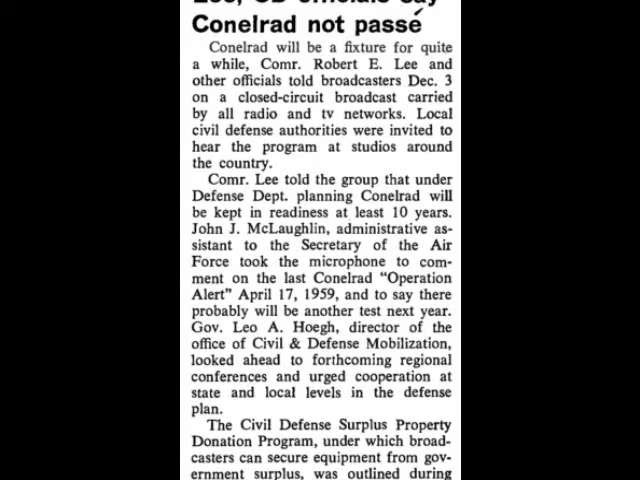 Lee, CD officials say
Conelrad not passé
Conelrad will be a fixture for quite
a while, Comr. Robert E. Lee and
other officials told broadcasters Dec. 3
on a closed-circuit broadcast carried
by all radio and tv networks. Local
civil defense authorities were invited to
hear the program at studios around
the country.
Comr. Lee told the group that under
Defense Dept. planning Conelrad will
be kept in readiness at least 10 years.
John J. McLaughlin, administrative as-
sistant to the Secretary of the Air
Force took the microphone to com-
ment on the last Conelrad "Operation
Alert" April 17, 1959, and to say there
probably will be another test next year.
Gov. Leo A. Hoegh, director of the
office of Civil & Defense Mobilization,
looked ahead to forthcoming regional
conferences and urged cooperation at
state and local levels in the defense
plan.
The Civil Defense Surplus Property
Donation Program, under which broad-
casters can secure equipment from gov-
ernment surplus, was outlined during